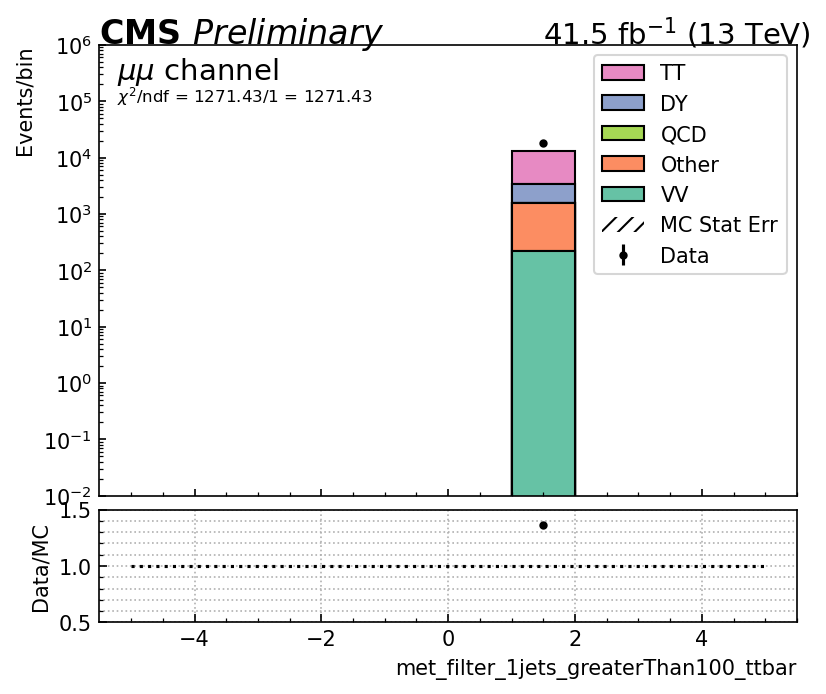 CMS Preliminary
41.5 fb⁻¹ (13 TeV)
Events/bin
10⁶
10⁵
10⁴
10³
10²
10¹
10⁰
10⁻¹
10⁻²
μμ channel
χ²/ndf = 1271.43/1 = 1271.43
TT
DY
QCD
Other
VV
MC Stat Err
Data
Data/MC
1.5
1.0
0.5
−4
−2
0
2
4
met_filter_1jets_greaterThan100_ttbar